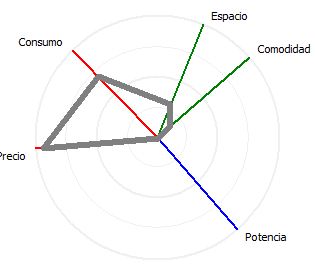 Espacio
Consumo
Comodidad
Precio
Potencia